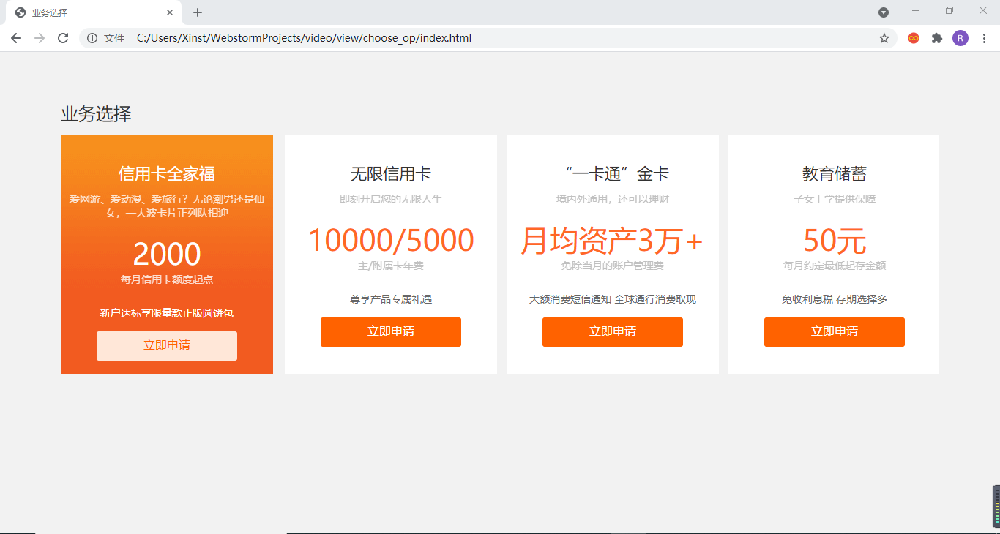 业务选择
文件
C:/Users/Xinst/WebstormProjects/video/view/choose_op/index.html
R
业务选择
信用卡全家福
爱网游、爱动漫、爱旅行？无论潮男还是仙
女，一大波卡片正列队相迎
2000
每月信用卡额度起点
新户达标享限量款正版圆饼包
立即申请
无限信用卡
即刻开启您的无限人生
10000/5000
主/附属卡年费
尊享产品专属礼遇
立即申请
“一卡通”金卡
境内外通用，还可以理财
月均资产3万+
免除当月的账户管理费
大额消费短信通知 全球通行消费取现
立即申请
教育储蓄
子女上学提供保障
50元
每月约定最低起存金额
免收利息税 存期选择多
立即申请